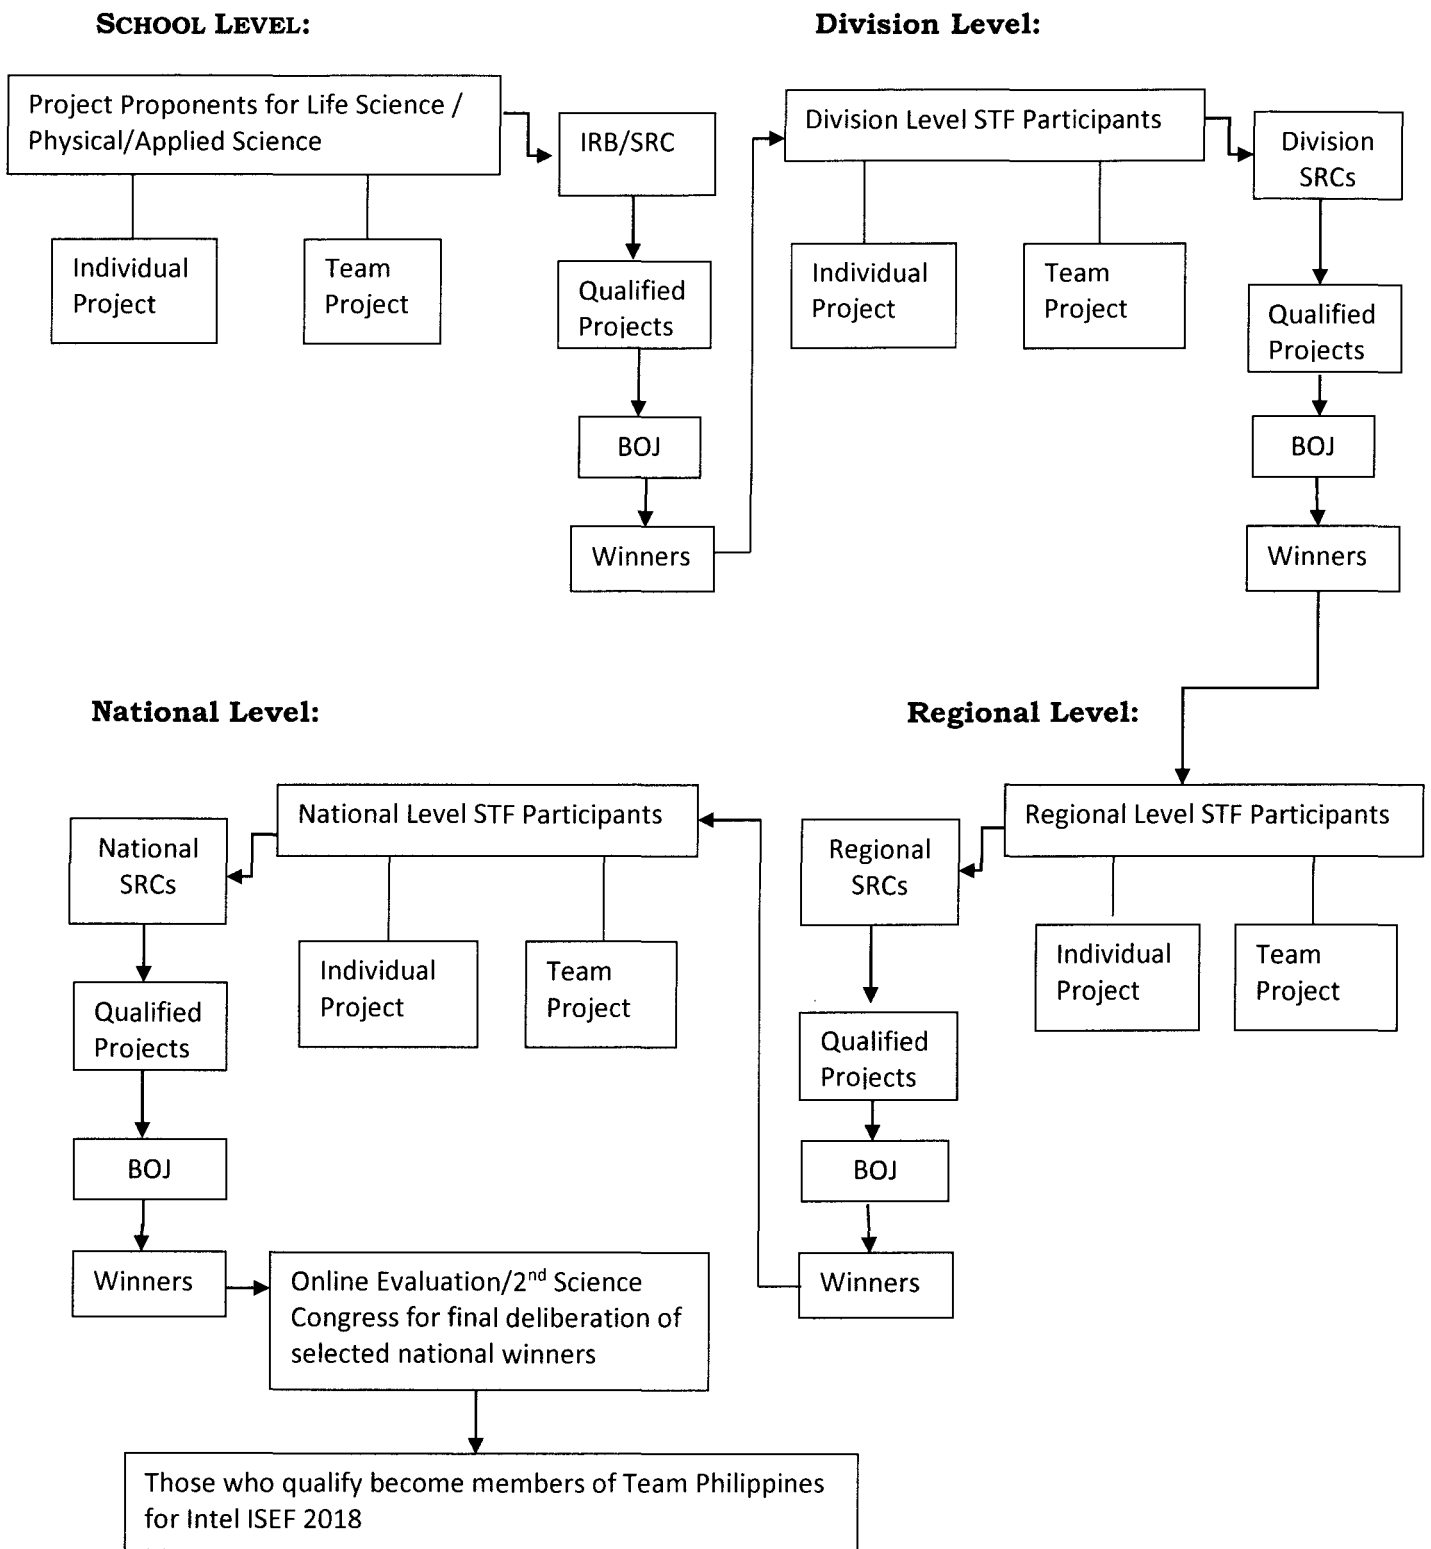 SCHOOL LEVEL:
Project Proponents for Life Science /
Physical/Applied Science
Individual
Project
Team
Project
IRB/SRC
Qualified
Projects
BOJ
Winners
Division Level:
Division Level STF Participants
Individual
Project
Team
Project
Division
SRCs
Qualified
Projects
BOJ
Winners
Regional Level:
Regional Level STF Participants
Individual
Project
Team
Project
Regional
SRCs
Qualified
Projects
BOJ
Winners
National Level:
National Level STF Participants
Individual
Project
Team
Project
National
SRCs
Qualified
Projects
BOJ
Winners
Online Evaluation/2nd Science
Congress for final deliberation of
selected national winners
Those who qualify become members of Team Philippines
for Intel ISEF 2018